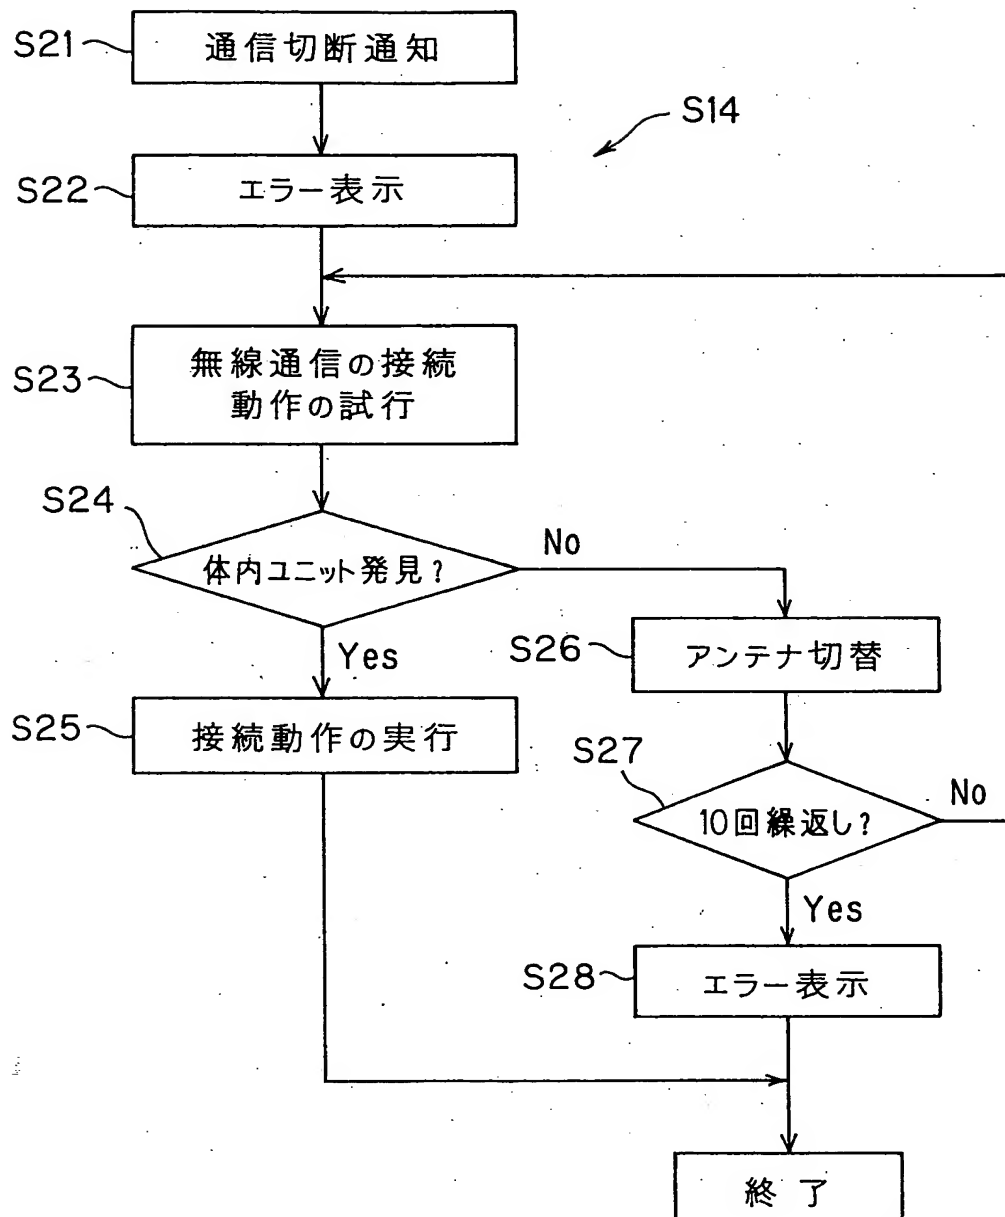 S21
通信切断通知
S14
S22
エラー表示
S23
無線通信の接続
動作の試行
S24
体内ユニット発見?
No
Yes
S26
アンテナ切替
S25
接続動作の実行
S27
10回繰返し?
No
Yes
S28
エラー表示
終了